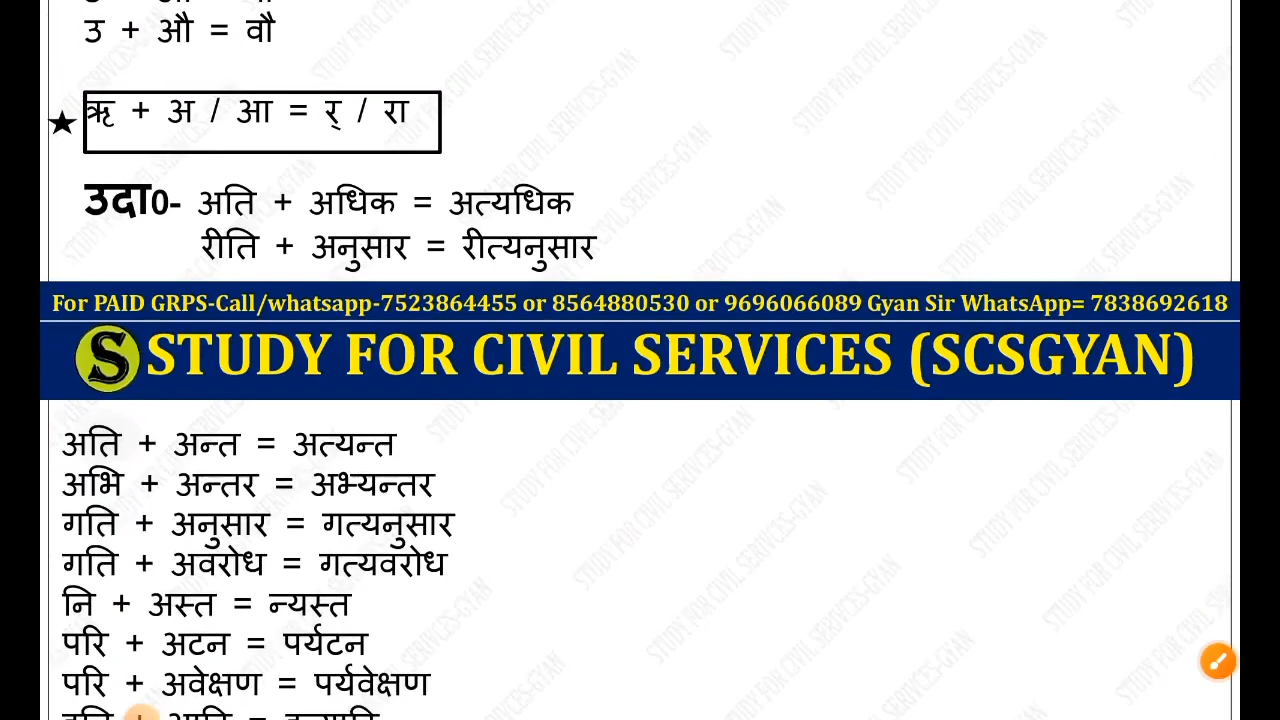 उ + औ = वौ
★ ऋ + अ / आ = र् / रा
उदा0- अति + अधिक = अत्यधिक
रीति + अनुसार = रीत्यनुसार
For PAID GRPS-Call/whatsapp-7523864455 or 8564880530 or 9696066089 Gyan Sir WhatsApp= 7838692618
S STUDY FOR CIVIL SERVICES (SCSGYAN)
अति + अन्त = अत्यन्त
अभि + अन्तर = अभ्यन्तर
गति + अनुसार = गत्यनुसार
गति + अवरोध = गत्यवरोध
नि + अस्त = न्यस्त
परि + अटन = पर्यटन
परि + अवेक्षण = पर्यवेक्षण